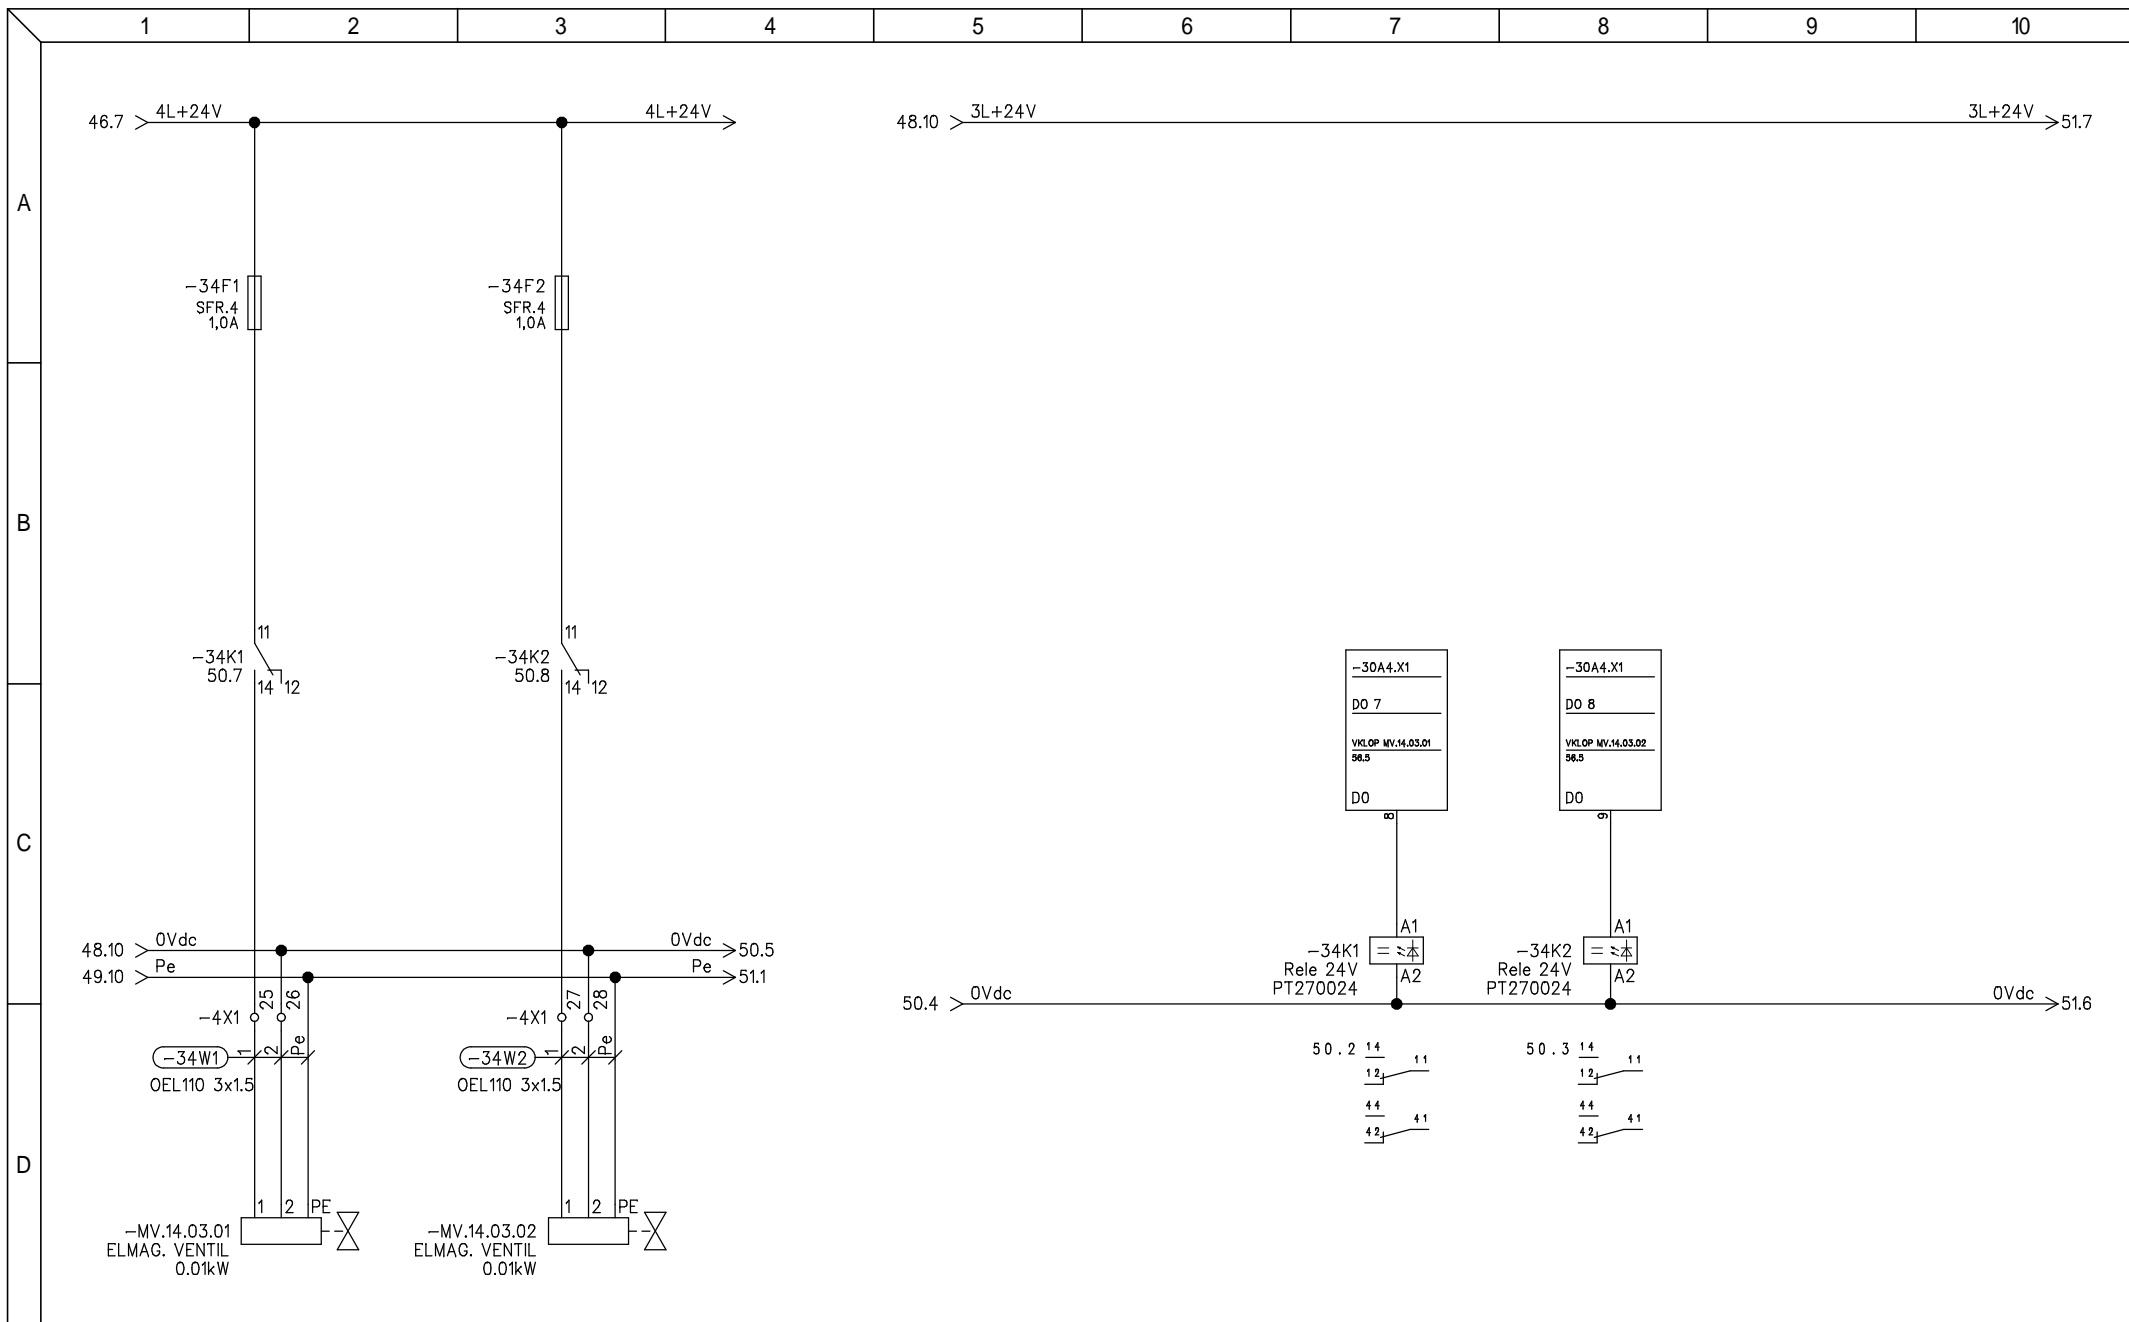 1 2 3 4 5 6 7 8 9 10
A
B
C
D
46.7 4L+24V 4L+24V
48.10 3L+24V 3L+24V 51.7
-34F1
SFR.4
1,0A
-34F2
SFR.4
1,0A
11
-34K1
50.7
14 12
11
-34K2
50.8
14 12
-30A4.X1
DO 7
VKLOP MV.14.03.01
56.5
DO
8
-30A4.X1
DO 8
VKLOP MV.14.03.02
56.5
DO
9
48.10 0Vdc 0Vdc 50.5
49.10 Pe Pe 51.1
A1
-34K1
Rele 24V
PT270024
A2
A1
-34K2
Rele 24V
PT270024
A2
50.4 0Vdc 0Vdc 51.6
-4X1 25 26
-34W1 1 2 Pe
OEL110 3x1.5
-4X1 27 28
-34W2 1 2 Pe
OEL110 3x1.5
50.2 14 11
12
44 41
42
50.3 14 11
12
44 41
42
1 2 PE
-MV.14.03.01
ELMAG. VENTIL
0.01kW
1 2 PE
-MV.14.03.02
ELMAG. VENTIL
0.01kW